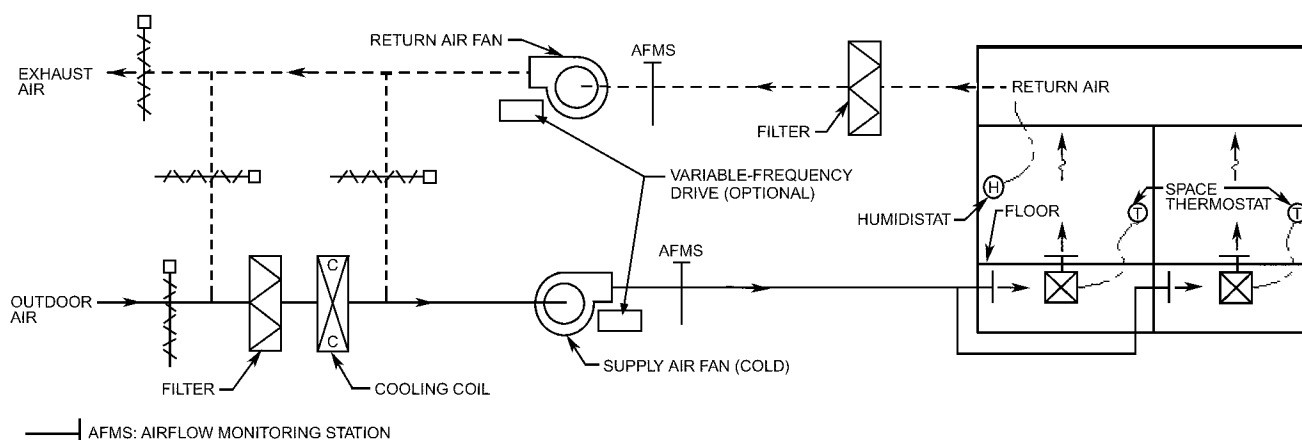 RETURN AIR FAN
AFMS
EXHAUST
AIR
RETURN AIR
FILTER
VARIABLE-FREQUENCY
DRIVE (OPTIONAL)
H
HUMIDISTAT
FLOOR
SPACE
THERMOSTAT
T
T
AFMS
OUTDOOR
AIR
C
C
FILTER
COOLING COIL
SUPPLY AIR FAN (COLD)
AFMS: AIRFLOW MONITORING STATION